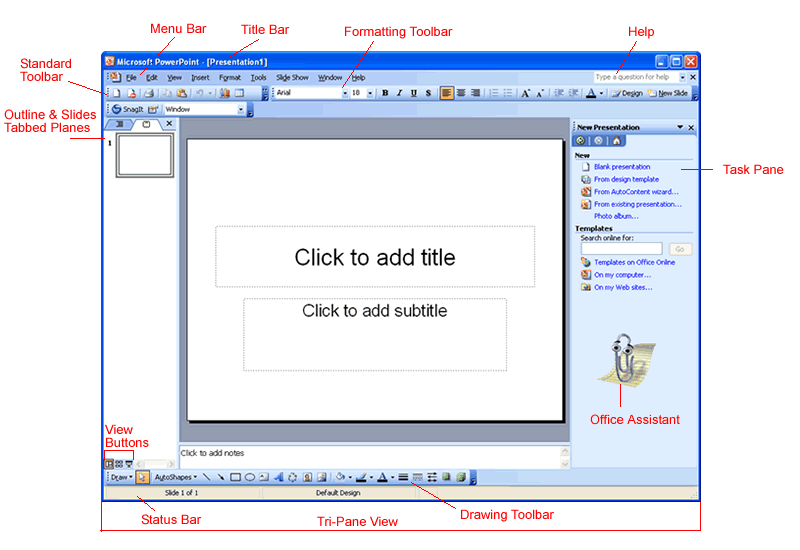 Menu Bar
Title Bar
Formatting Toolbar
Help
Standard
Toolbar
Microsoft PowerPoint - [Presentation1]
File Edit View Insert Format Tools Slide Show Window Help
Type a question for help
Arial
18
B I U S
A A
A
Design
New Slide
Outline & Slides
Tabbed Planes
SnagIt
Window
1
New Presentation
New
Blank presentation
From design template
From AutoContent wizard...
From existing presentation...
Photo album...
Task Pane
Templates
Search online for:
Go
Templates on Office Online
On my computer...
On my Web sites...
Click to add title
Click to add subtitle
Office Assistant
View
Buttons
Click to add notes
Draw
AutoShapes
A
A
Slide 1 of 1
Default Design
Status Bar
Tri-Pane View
Drawing Toolbar